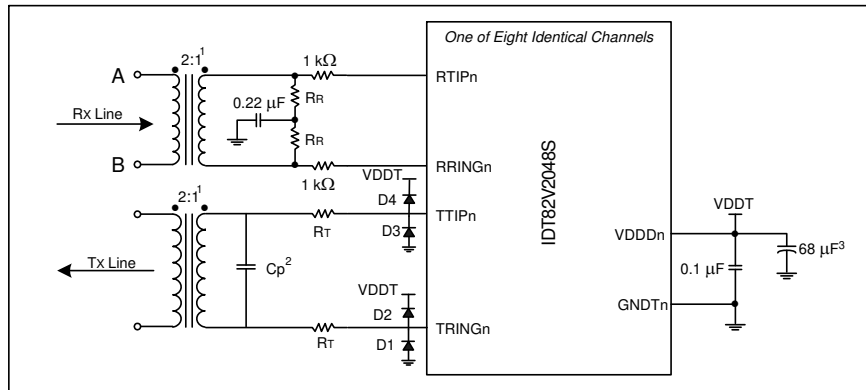 One of Eight Identical Channels
2:1¹
A
1 kΩ
RTIPn
RR
0.22 µF
Rx Line
RR
B
RRINGn
1 kΩ
VDDT
2:1¹
D4
TTIPn
RT
D3
Cp²
Tx Line
VDDT
D2
TRINGn
RT
D1
IDT82V2048S
VDDT
VDDDn
68 µF³
0.1 µF
GNDTn